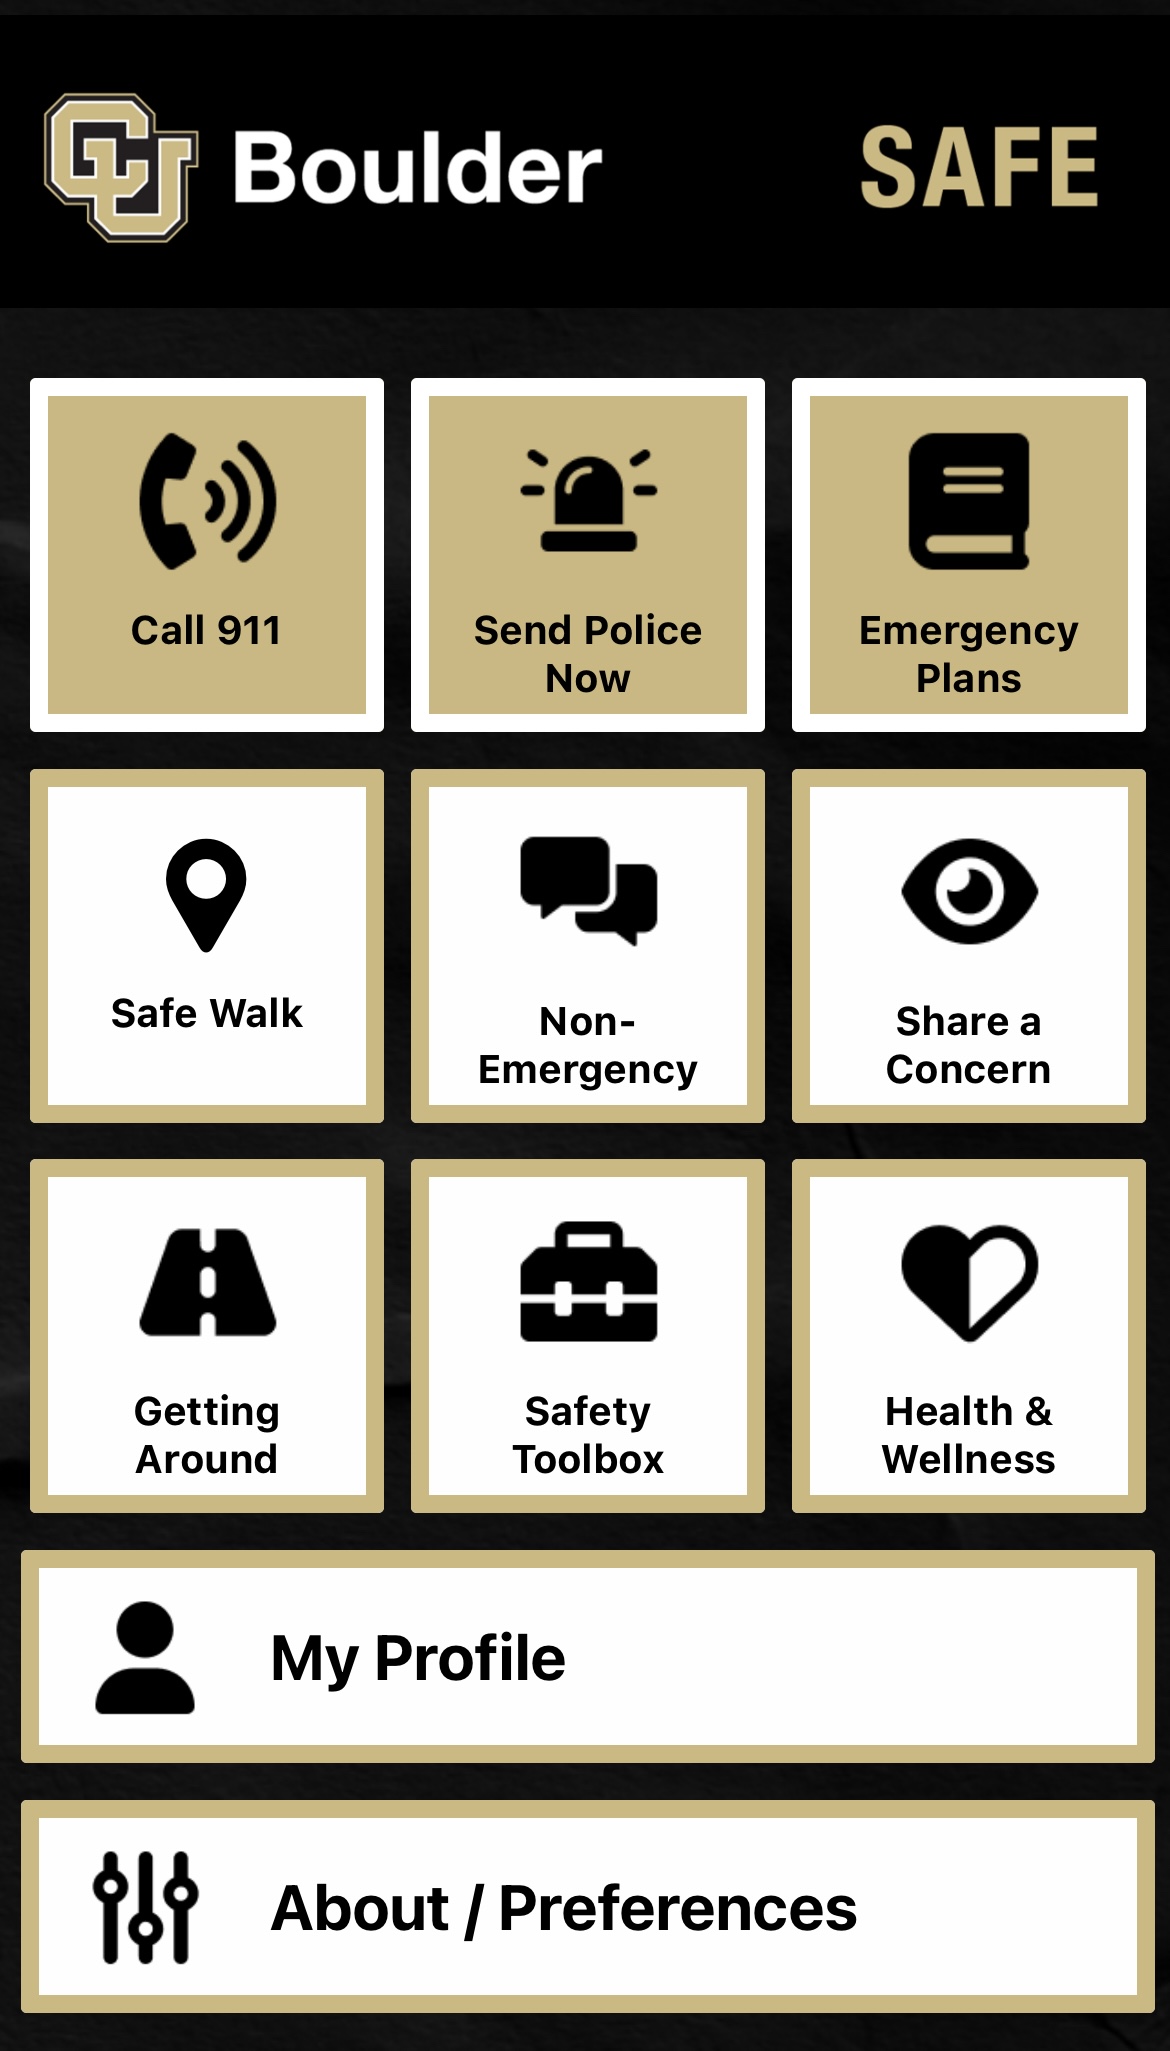 CU Boulder SAFE
Call 911
Send Police
Now
Emergency
Plans
Safe Walk
Non-
Emergency
Share a
Concern
Getting
Around
Safety
Toolbox
Health &
Wellness
My Profile
About / Preferences